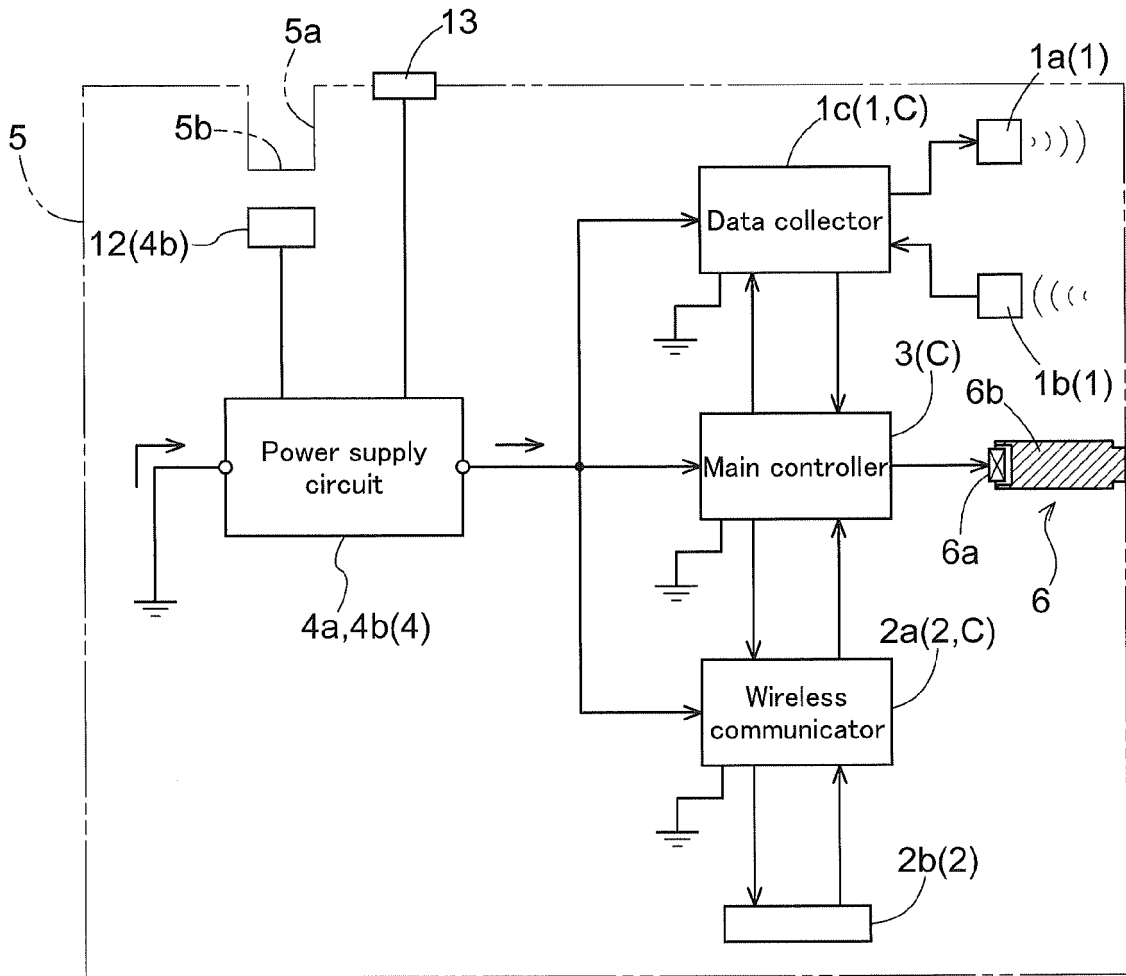 13
5a
1a(1)
5b
1c(1,C)
5
Data collector
12(4b)
3(C)
1b(1)
6b
Power supply
circuit
Main controller
6a
6
4a,4b(4)
2a(2,C)
Wireless
communicator
2b(2)